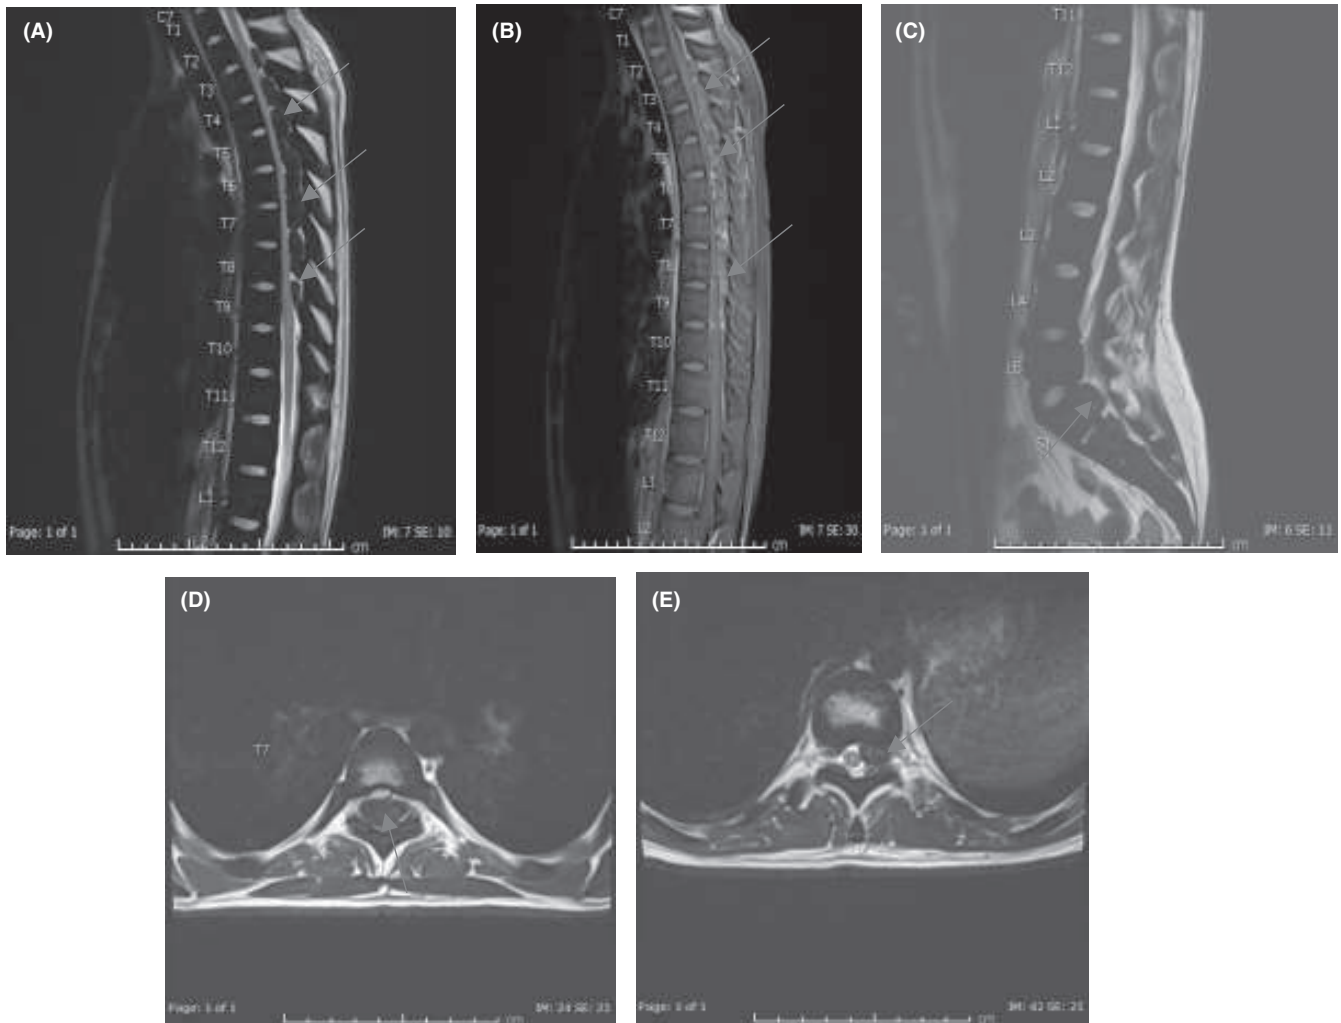 (A)
C7
T1
T2
T3
T4
T5
T6
T7
T8
T9
T10
T11
T12
L1
Page: 1 of 1
cm
IM: 7 SE: 10
(B)
C7
T1
T2
T3
T4
T7
T8
T9
T10
T11
T12
L1
L2
Page: 1 of 1
cm
IM: 7 SE: 30
(C)
T11
T12
L1
L2
L3
L4
L5
S1
Page: 1 of 1
cm
IM: 6 SE: 11
(D)
T7
Page: 1 of 1
cm
(E)
Page: 1 of 1
cm